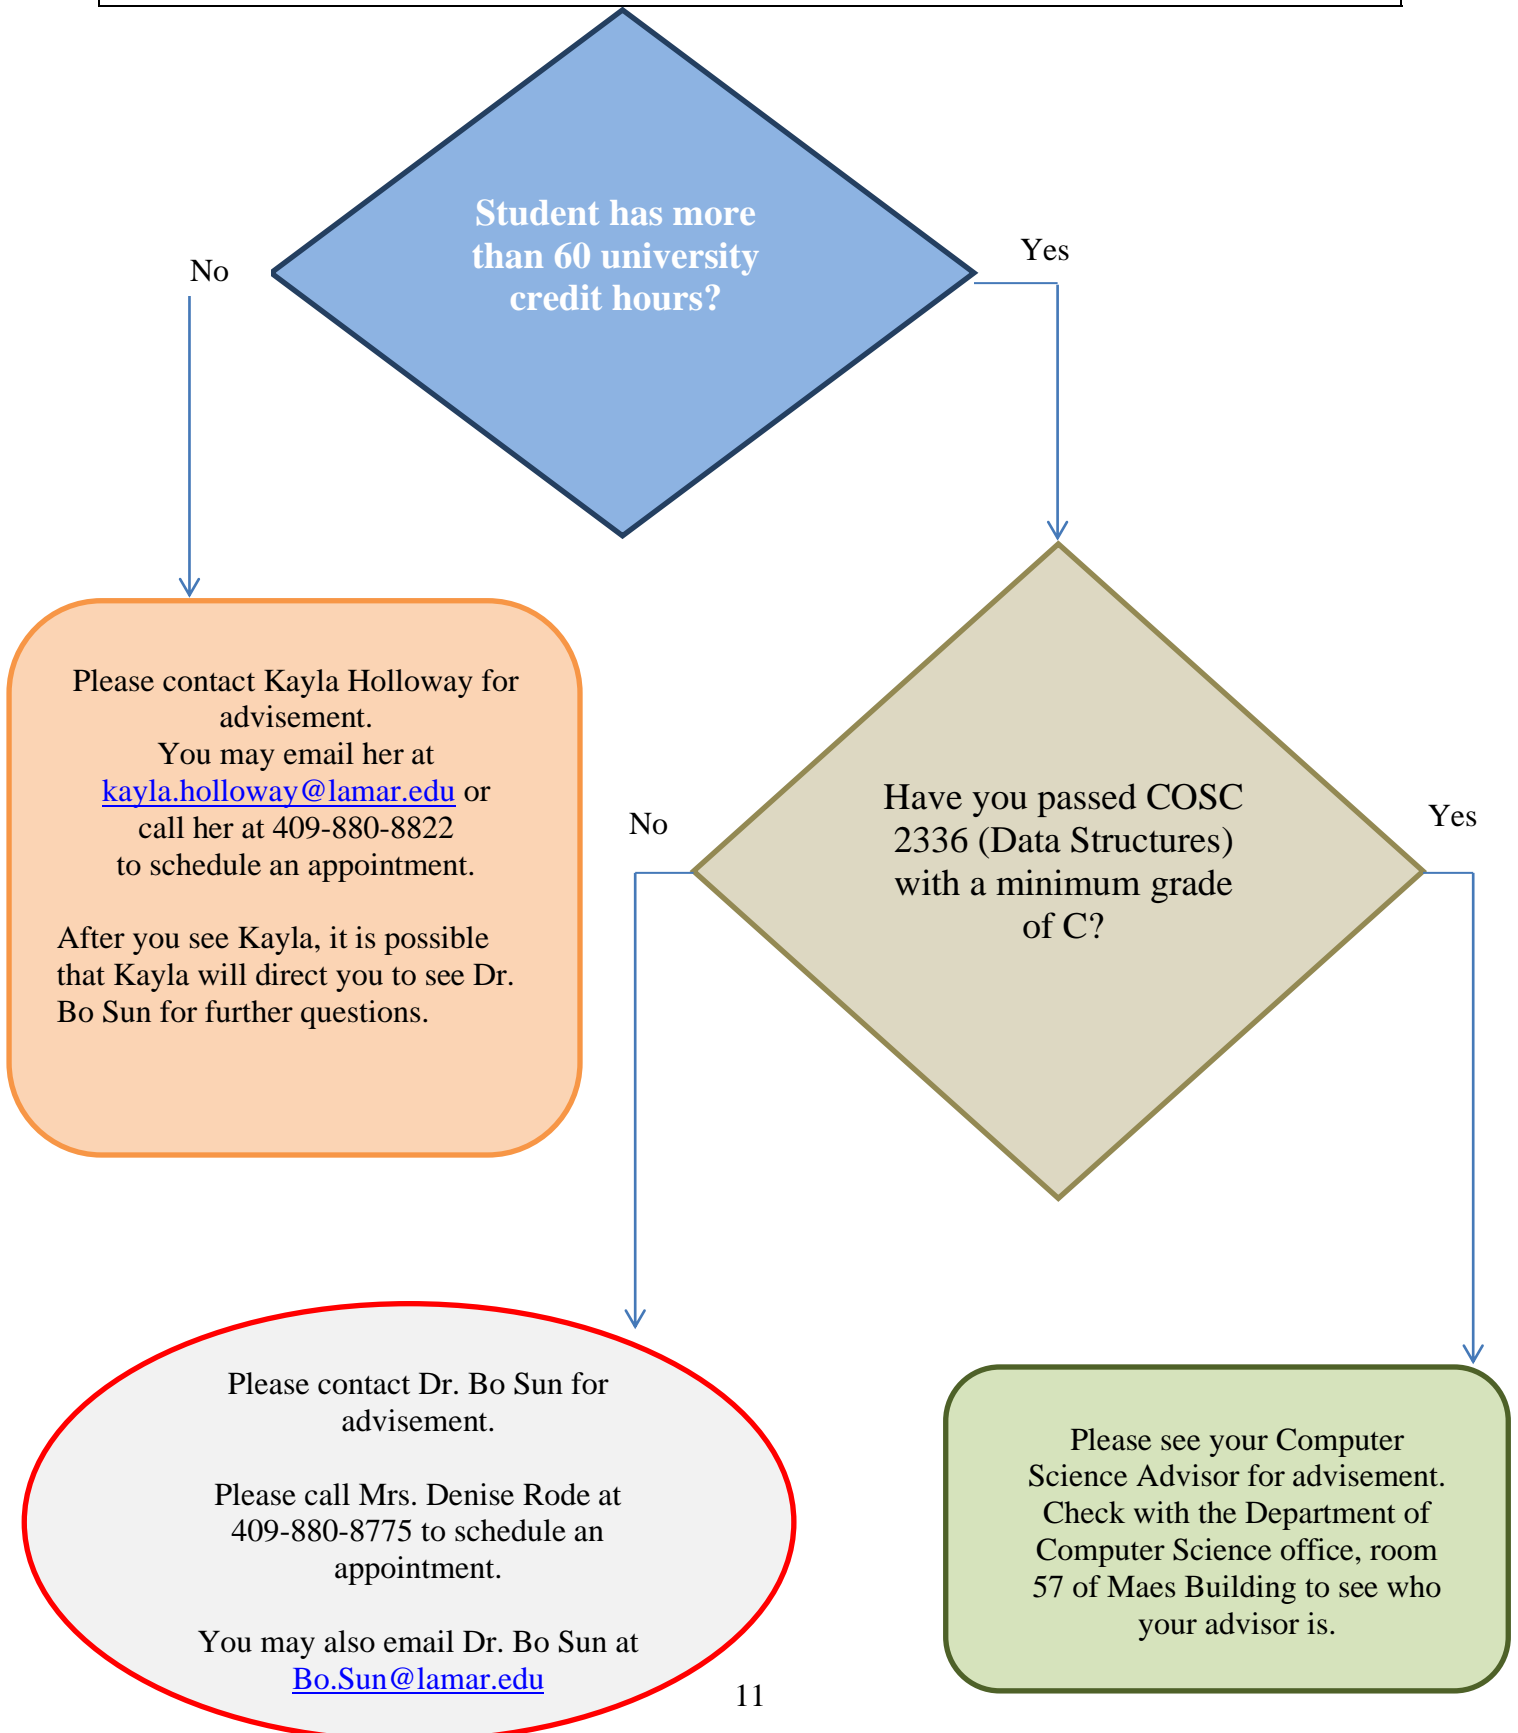 Student has more
than 60 university
credit hours?
No
Yes
Please contact Kayla Holloway for
advisement.
You may email her at
kayla.holloway@lamar.edu or
call her at 409-880-8822
to schedule an appointment.
After you see Kayla, it is possible
that Kayla will direct you to see Dr.
Bo Sun for further questions.
Have you passed COSC
2336 (Data Structures)
with a minimum grade
of C?
No
Yes
Please contact Dr. Bo Sun for
advisement.
Please call Mrs. Denise Rode at
409-880-8775 to schedule an
appointment.
You may also email Dr. Bo Sun at
Bo.Sun@lamar.edu
Please see your Computer
Science Advisor for advisement.
Check with the Department of
Computer Science office, room
57 of Maes Building to see who
your advisor is.
11